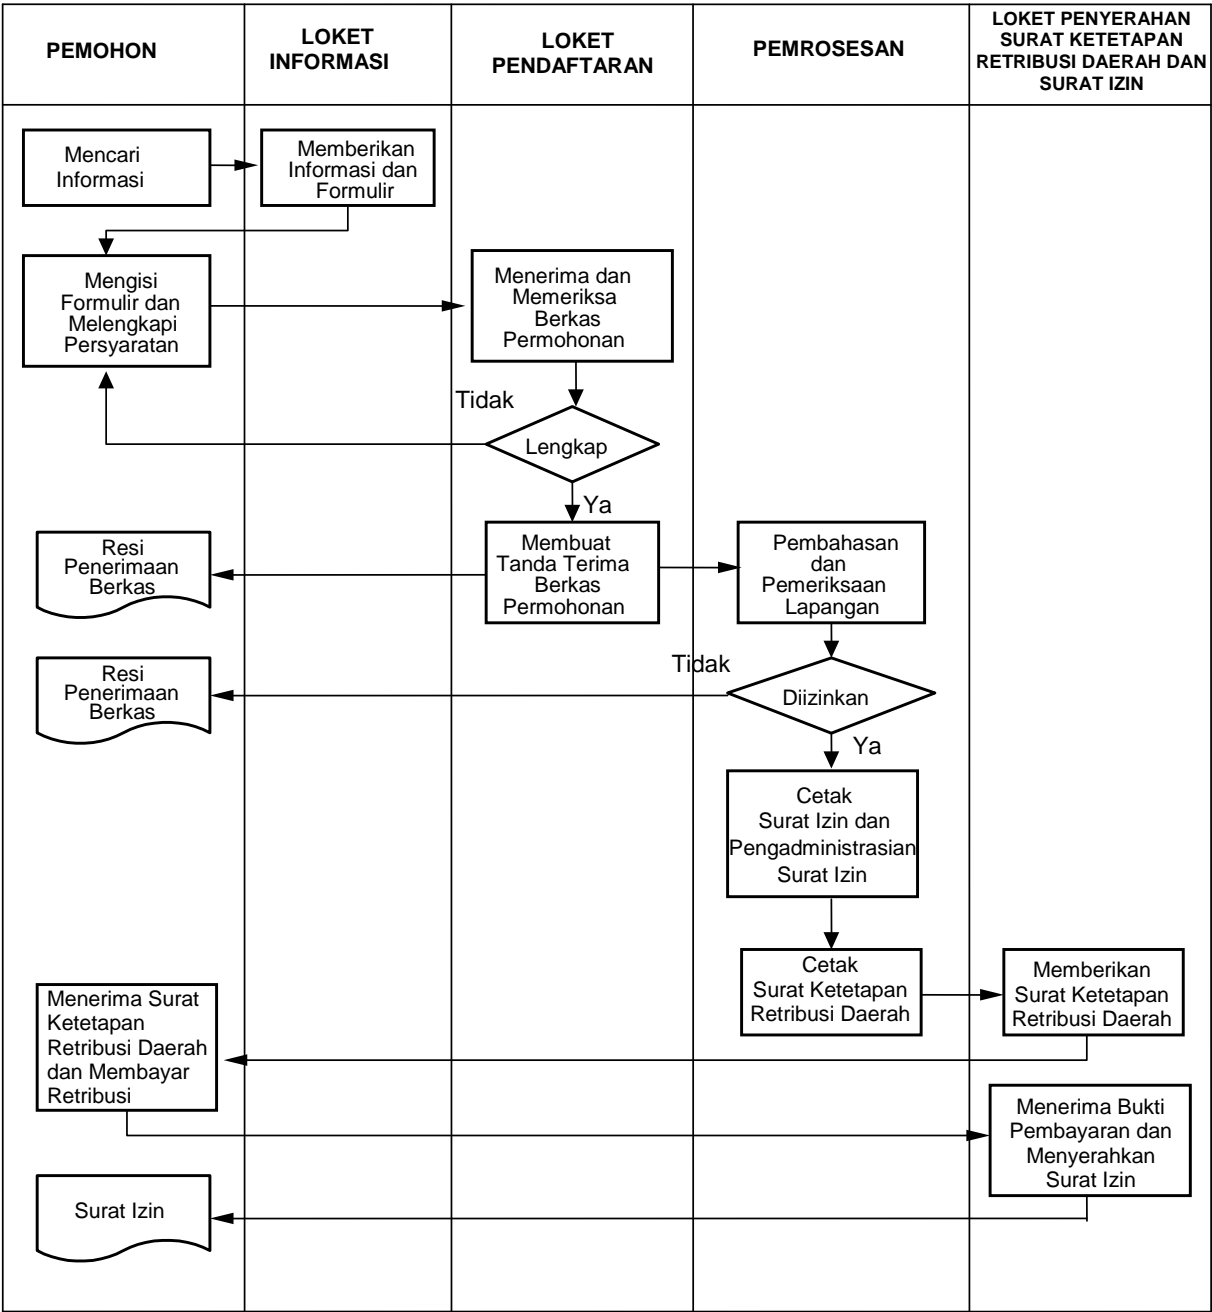 PEMOHON
LOKET
INFORMASI
LOKET
PENDAFTARAN
PEMROSESAN
LOKET PENYERAHAN
SURAT KETETAPAN
RETRIBUSI DAERAH DAN
SURAT IZIN
Mencari
Informasi
Memberikan
Informasi dan
Formulir
Mengisi
Formulir dan
Melengkapi
Persyaratan
Menerima dan
Memeriksa
Berkas
Permohonan
Tidak
Lengkap
Ya
Resi
Penerimaan
Berkas
Membuat
Tanda Terima
Berkas
Permohonan
Pembahasan
dan
Pemeriksaan
Lapangan
Resi
Penerimaan
Berkas
Tidak
Diizinkan
Ya
Cetak
Surat Izin dan
Pengadministrasian
Surat Izin
Cetak
Surat Ketetapan
Retribusi Daerah
Memberikan
Surat Ketetapan
Retribusi Daerah
Menerima Surat
Ketetapan
Retribusi Daerah
dan Membayar
Retribusi
Menerima Bukti
Pembayaran dan
Menyerahkan
Surat Izin
Surat Izin